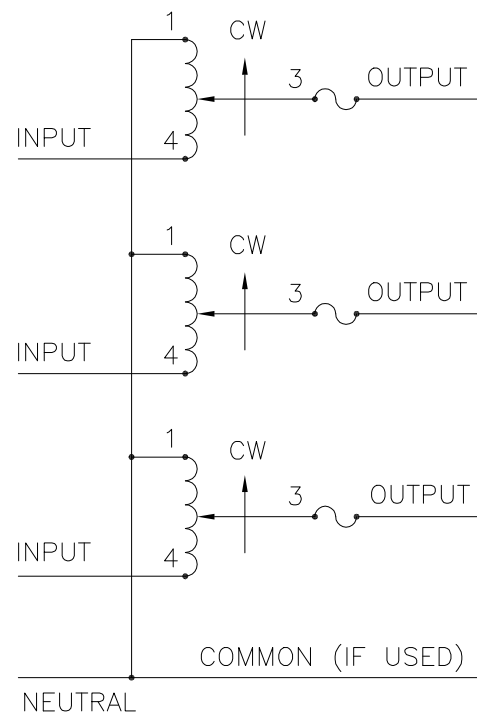 1
CW
3
OUTPUT
INPUT
4
1
CW
3
OUTPUT
INPUT
4
1
CW
3
OUTPUT
INPUT
4
COMMON (IF USED)
NEUTRAL